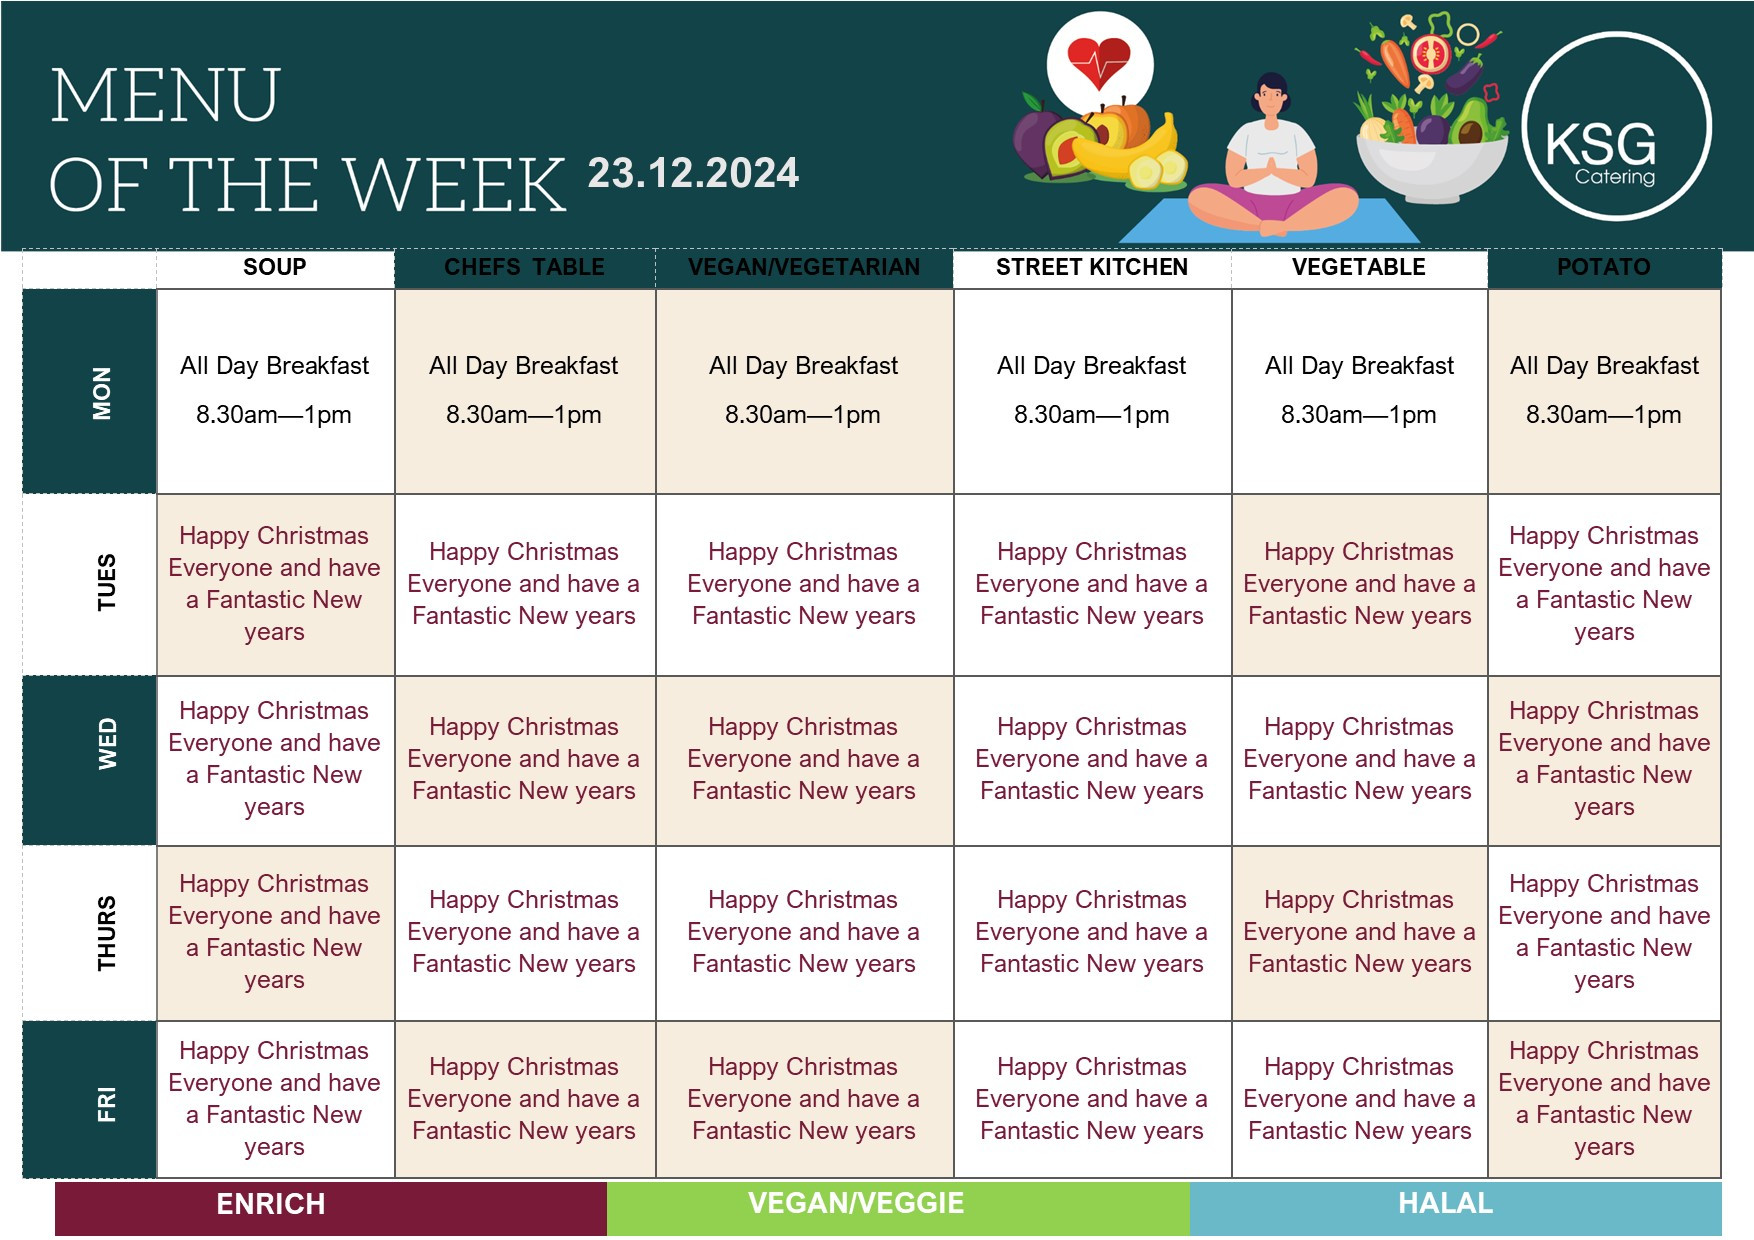 MENU
OF THE WEEK 23.12.2024
KSG
Catering
SOUP
CHEFS TABLE
VEGAN/VEGETARIAN
STREET KITCHEN
VEGETABLE
POTATO
MON
All Day Breakfast
8.30am—1pm
All Day Breakfast
8.30am—1pm
All Day Breakfast
8.30am—1pm
All Day Breakfast
8.30am—1pm
All Day Breakfast
8.30am—1pm
All Day Breakfast
8.30am—1pm
TUES
Happy Christmas
Everyone and have
a Fantastic New
years
Happy Christmas
Everyone and have a
Fantastic New years
Happy Christmas
Everyone and have a
Fantastic New years
Happy Christmas
Everyone and have a
Fantastic New years
Happy Christmas
Everyone and have a
Fantastic New years
Happy Christmas
Everyone and have
a Fantastic New
years
WED
Happy Christmas
Everyone and have
a Fantastic New
years
Happy Christmas
Everyone and have a
Fantastic New years
Happy Christmas
Everyone and have a
Fantastic New years
Happy Christmas
Everyone and have a
Fantastic New years
Happy Christmas
Everyone and have a
Fantastic New years
Happy Christmas
Everyone and have
a Fantastic New
years
THURS
Happy Christmas
Everyone and have
a Fantastic New
years
Happy Christmas
Everyone and have a
Fantastic New years
Happy Christmas
Everyone and have a
Fantastic New years
Happy Christmas
Everyone and have a
Fantastic New years
Happy Christmas
Everyone and have a
Fantastic New years
Happy Christmas
Everyone and have
a Fantastic New
years
FRI
Happy Christmas
Everyone and have
a Fantastic New
years
Happy Christmas
Everyone and have a
Fantastic New years
Happy Christmas
Everyone and have a
Fantastic New years
Happy Christmas
Everyone and have a
Fantastic New years
Happy Christmas
Everyone and have a
Fantastic New years
Happy Christmas
Everyone and have
a Fantastic New
years
ENRICH
VEGAN/VEGGIE
HALAL